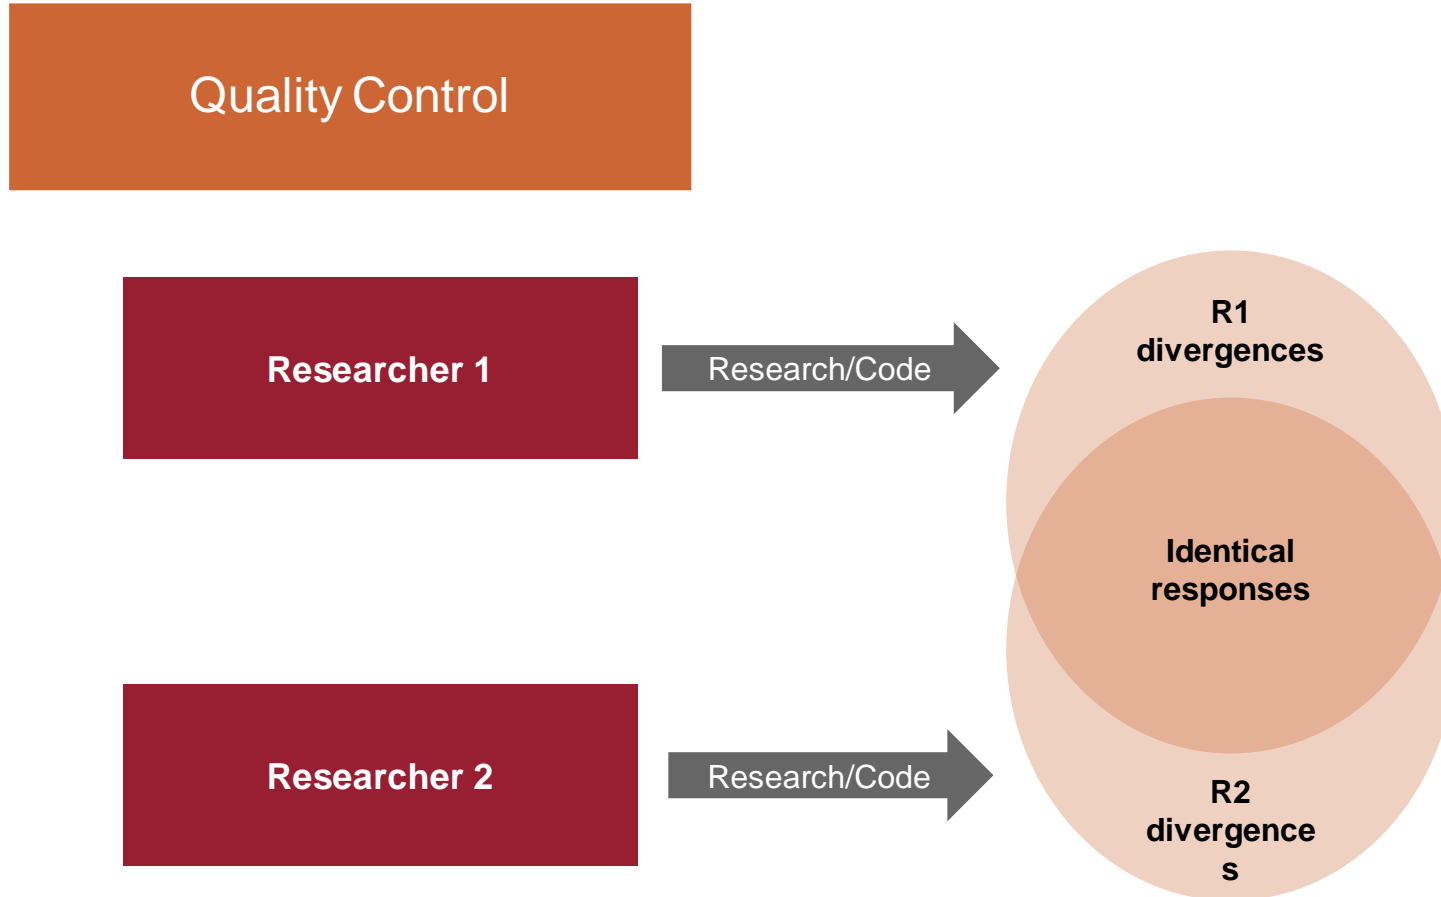 Quality Control
Researcher 1
Research/Code
R1
divergences
Identical
responses
Researcher 2
Research/Code
R2
divergence
s